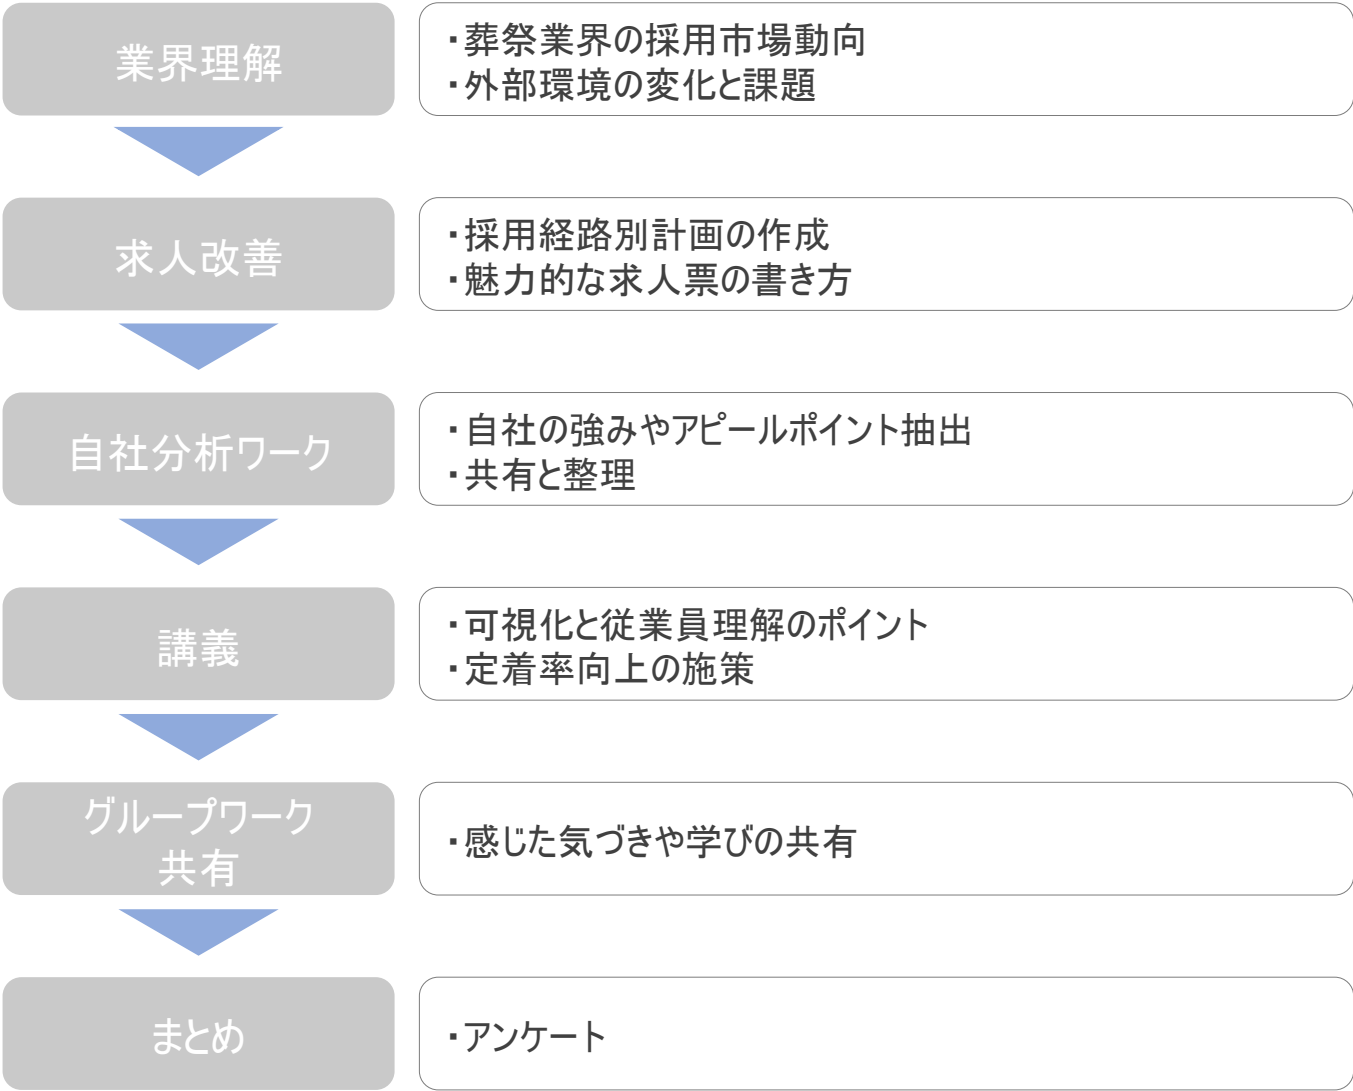 業界理解
・葬祭業界の採用市場動向
・外部環境の変化と課題
求人改善
・採用経路別計画の作成
・魅力的な求人票の書き方
自社分析ワーク
・自社の強みやアピールポイント抽出
・共有と整理
講義
・可視化と従業員理解のポイント
・定着率向上の施策
グループワーク
共有
・感じた気づきや学びの共有
まとめ
・アンケート